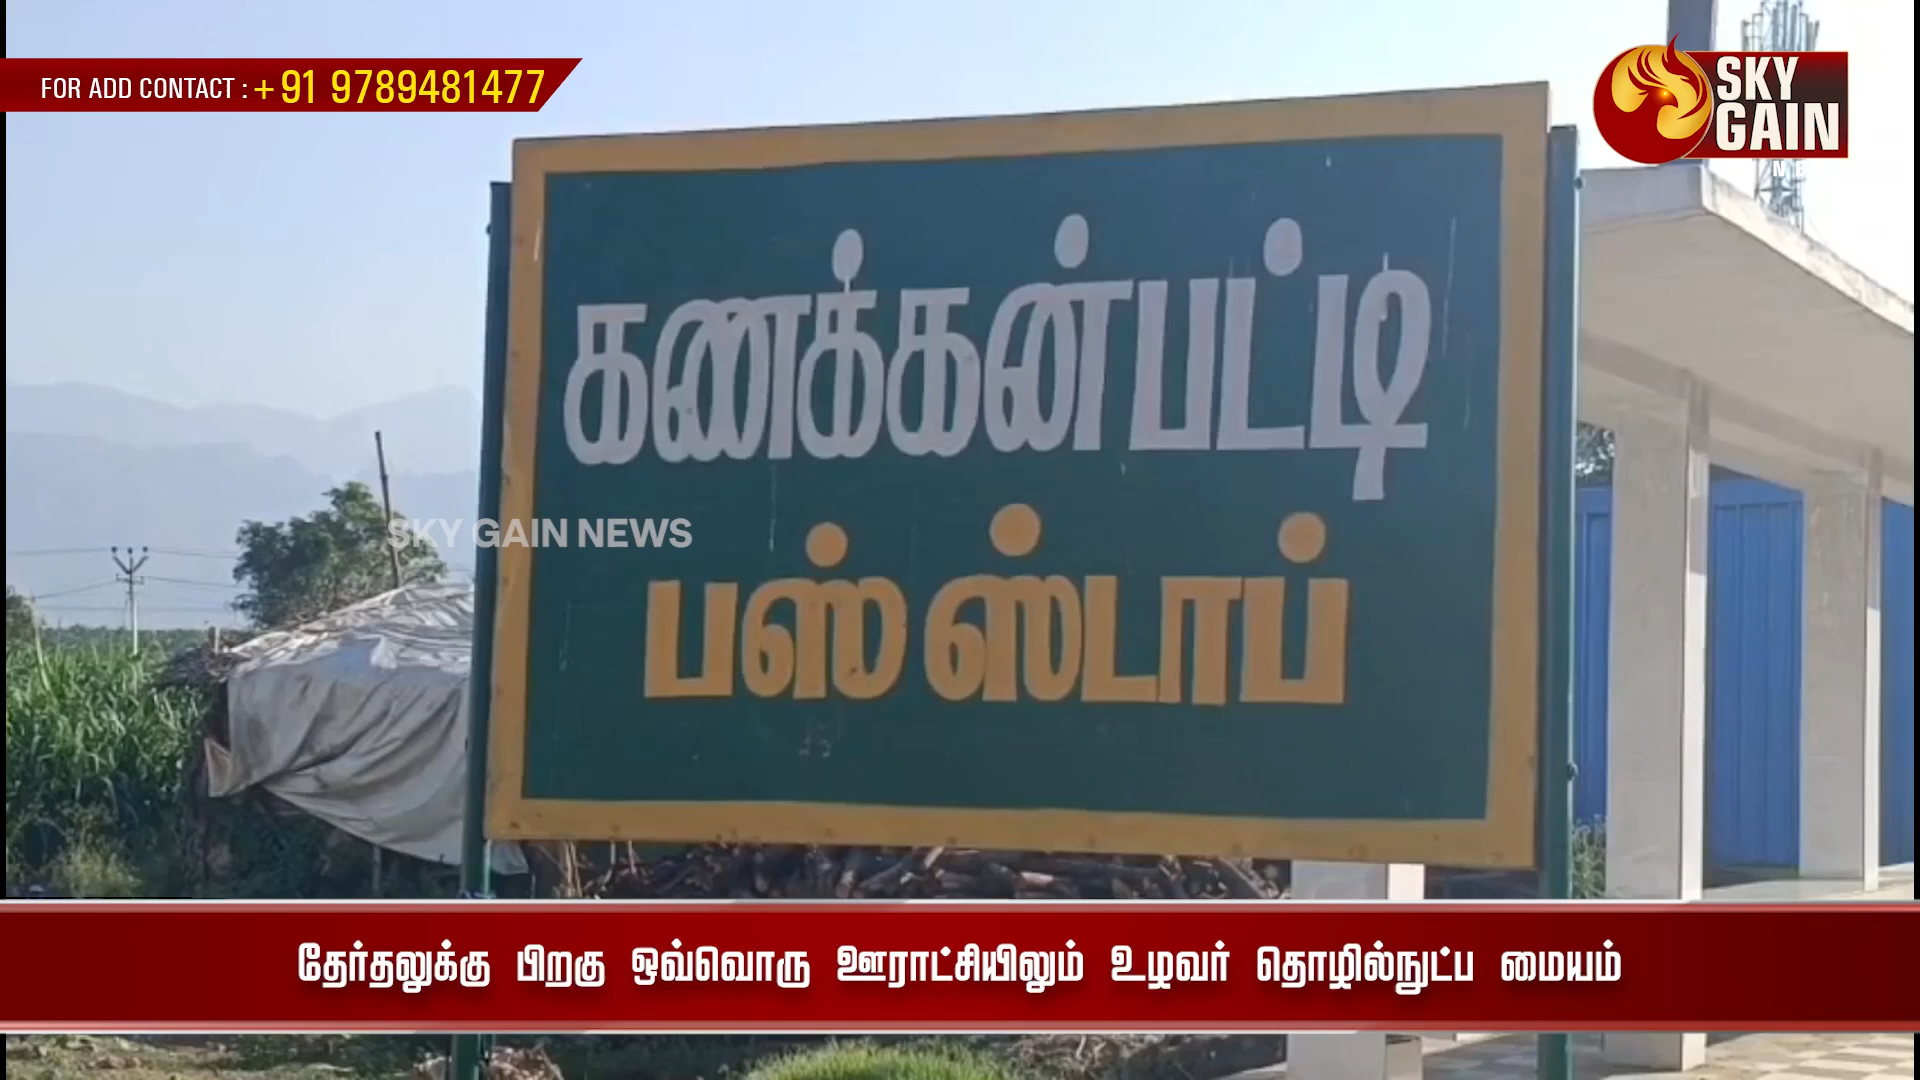 FOR ADD CONTACT : + 91 9789481477
SKY
GAIN
கணக்கன்பட்டி
SKY GAIN NEWS
பஸ் ஸ்டாப்
தேர்தலுக்கு பிறகு ஒவ்வொரு ஊராட்சியிலும் உழவர் தொழில்நுட்ப மையம்